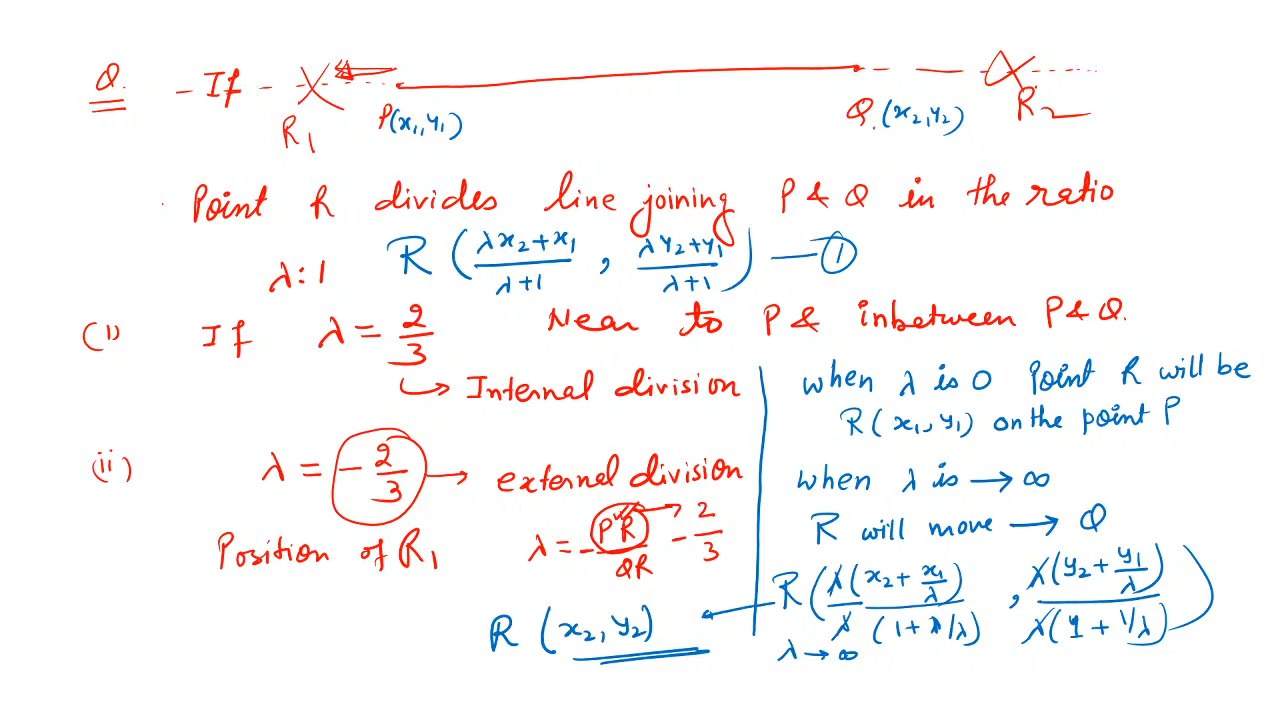 Q. - If
R1 P(x1, y1) Q. (x2, y2) R2
Point R divides line joining P & Q in the ratio
λ:1 R ( λx2+x1 / λ+1 , λy2+y1 / λ+1 ) — ①
(i) If λ = 2/3 Near to P & inbetween P & Q.
↳ Internal division
when λ is 0 Point R will be
R(x1, y1) on the point P
(ii) λ = - 2/3 → external division
when λ is → ∞
R will move → Q
Position of R1 λ = - PR/QR - 2/3
R ( λ(x2 + x1/λ) / λ(1 + 1/λ) , λ(y2 + y1/λ) / λ(1 + 1/λ) )
λ → ∞
R (x2, y2)